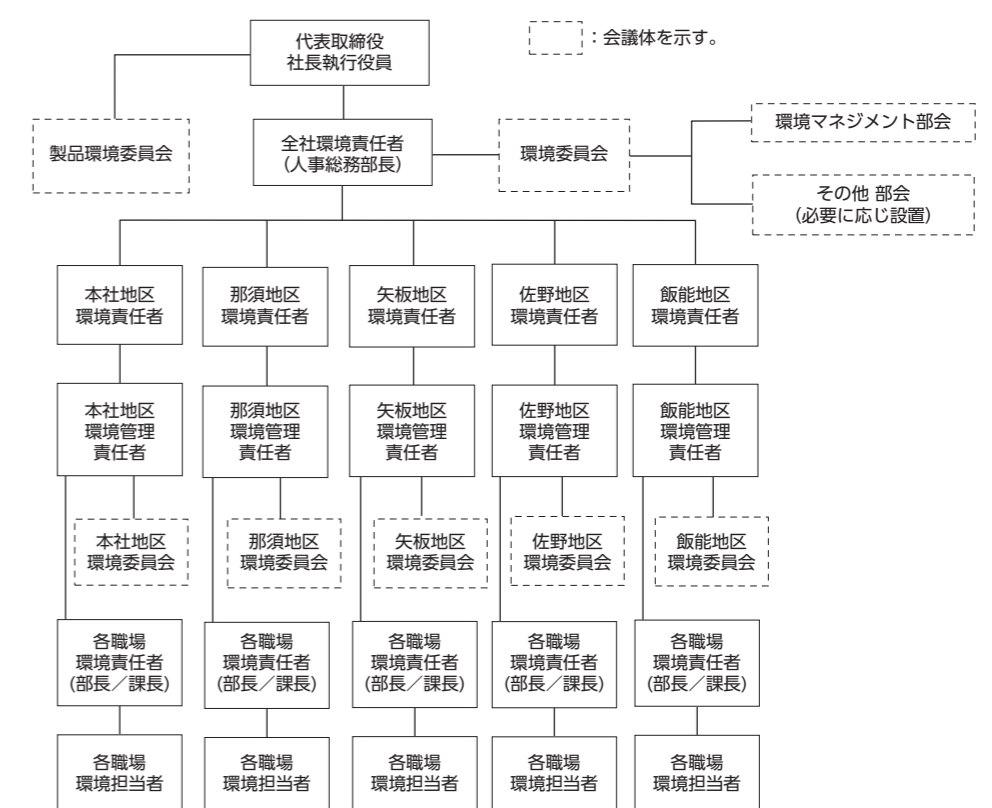 代表取締役
社長執行役員
：会議体を示す。
製品環境委員会
全社環境責任者
（人事総務部長）
環境委員会
環境マネジメント部会
その他 部会
（必要に応じ設置）
本社地区
環境責任者
那須地区
環境責任者
矢板地区
環境責任者
佐野地区
環境責任者
飯能地区
環境責任者
本社地区
環境管理
責任者
那須地区
環境管理
責任者
矢板地区
環境管理
責任者
佐野地区
環境管理
責任者
飯能地区
環境管理
責任者
本社地区
環境委員会
那須地区
環境委員会
矢板地区
環境委員会
佐野地区
環境委員会
飯能地区
環境委員会
各職場
環境責任者
(部長／課長)
各職場
環境責任者
(部長／課長)
各職場
環境責任者
(部長／課長)
各職場
環境責任者
(部長／課長)
各職場
環境責任者
(部長／課長)
各職場
環境担当者
各職場
環境担当者
各職場
環境担当者
各職場
環境担当者
各職場
環境担当者